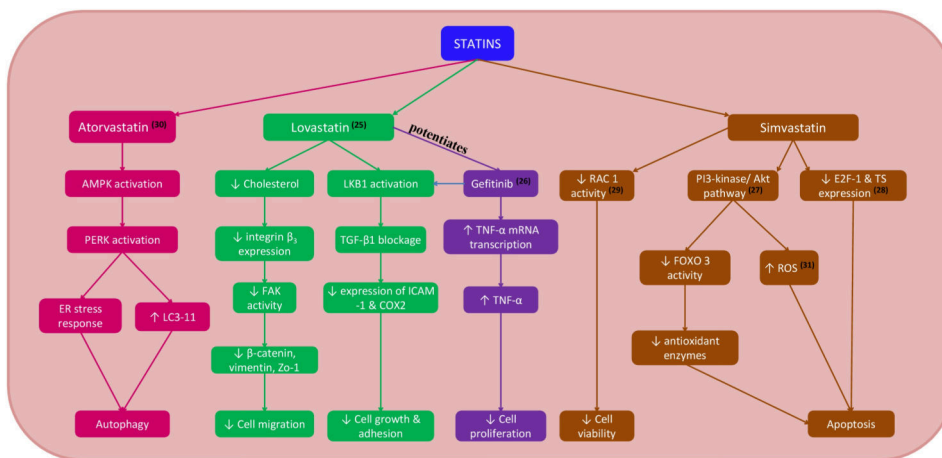 STATINS
Atorvastatin (30)
Lovastatin (25)
potentiates
Simvastatin
AMPK activation
↓ Cholesterol
LKB1 activation
Gefitinib (26)
↓ RAC 1
activity (29)
PI3-kinase/ Akt
pathway (27)
↓ E2F-1 & TS
expression (28)
PERK activation
↓ integrin β3
expression
TGF-β1 blockage
↑ TNF-α mRNA
transcription
↓ FOXO 3
activity
↑ ROS (31)
ER stress
response
↑ LC3-11
↓ FAK
activity
↓ expression of ICAM
-1 & COX2
↑ TNF-α
↓ β-catenin,
vimentin, Zo-1
↓ antioxidant
enzymes
Autophagy
↓ Cell migration
↓ Cell growth &
adhesion
↓ Cell
proliferation
↓ Cell
viability
Apoptosis